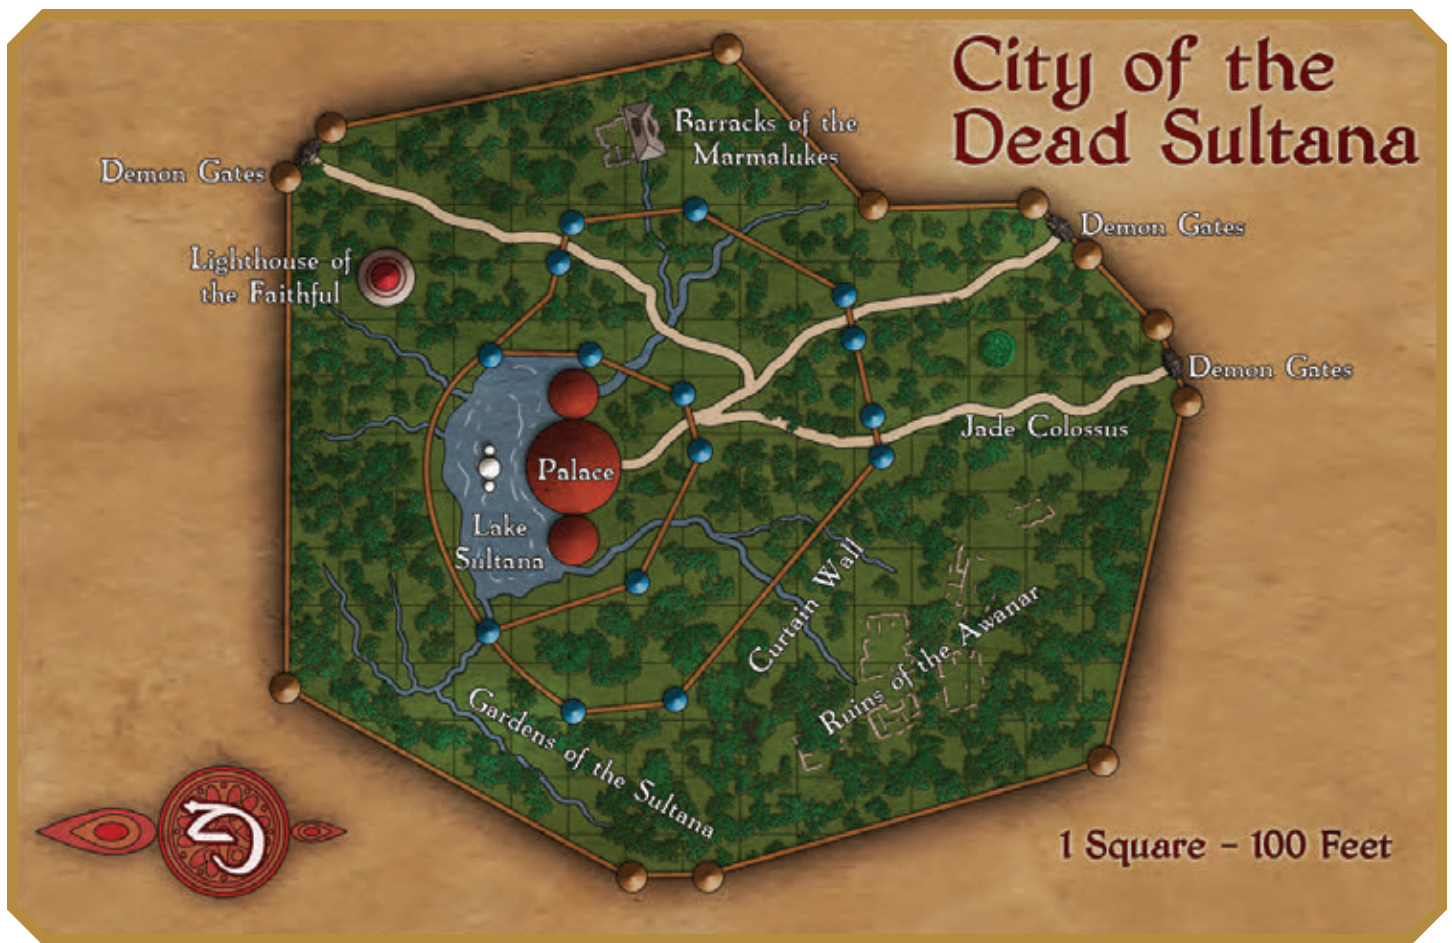 City of the
Dead Sultana
Barracks of the
Marmalukes
Demon Gates
Demon Gates
Lighthouse of
the Faithful
Demon Gates
Jade Colossus
Palace
Lake
Sultana
Curtain Wall
Ruins of the Awanar
Gardens of the Sultana
1 Square - 100 Feet